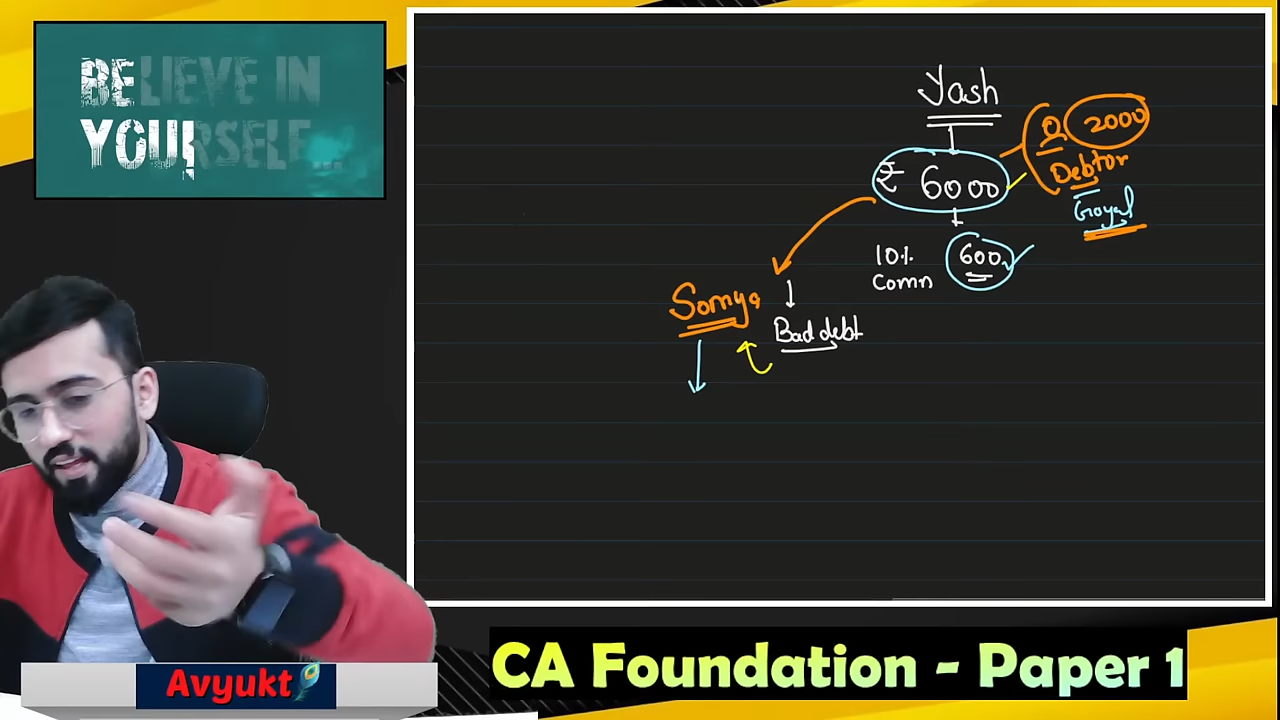 BELIEVE IN
YOURSELF...
Yash
₹ 6000
2000
Debtor
Goyal
10%
Comn
600
Somya
Bad debt
Avyukt
CA Foundation - Paper 1